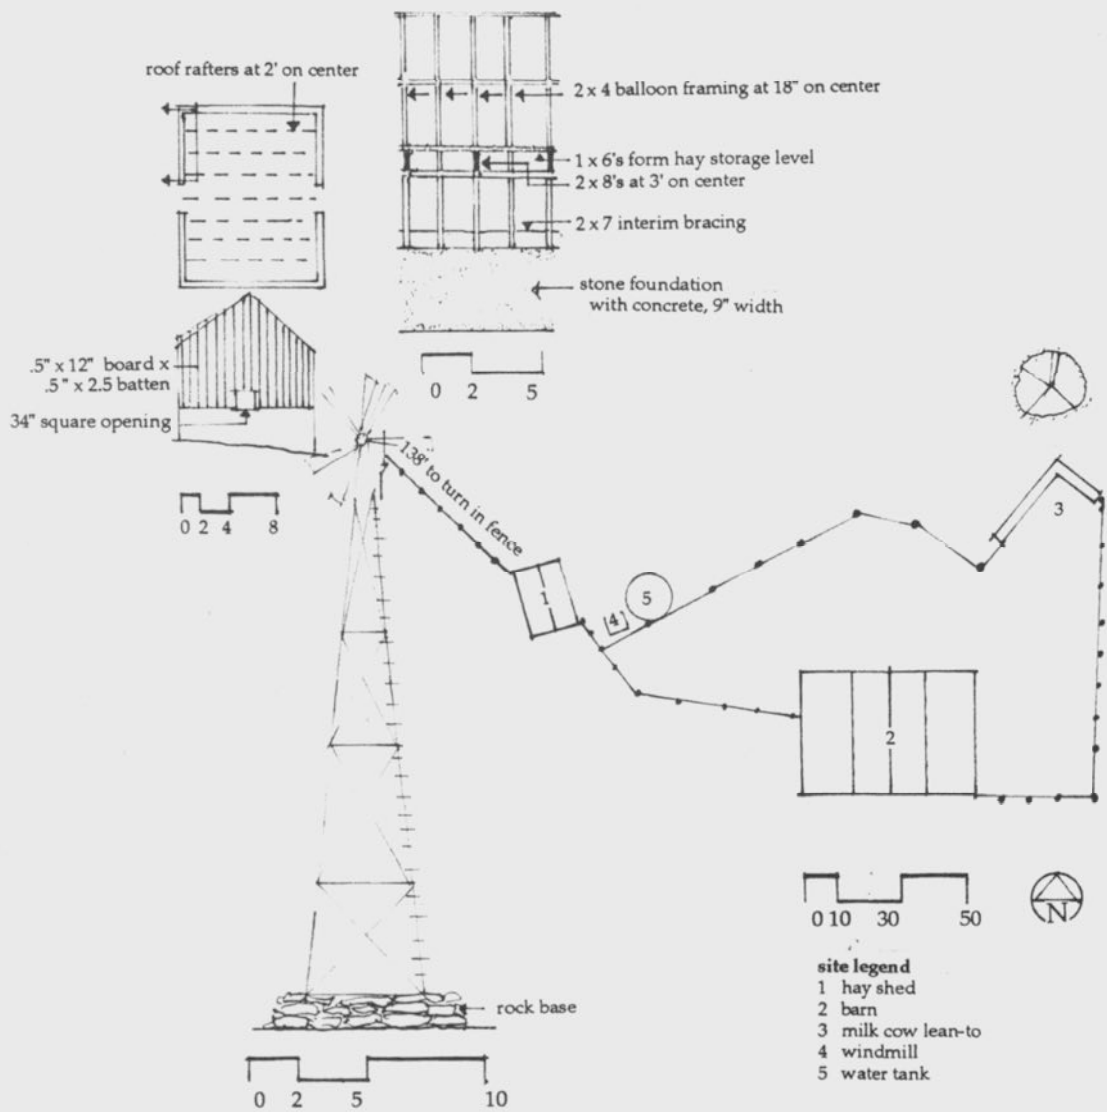 roof rafters at 2' on center
2 x 4 balloon framing at 18" on center
1 x 6's form hay storage level
2 x 8's at 3' on center
2 x 7 interim bracing
stone foundation
with concrete, 9" width
.5" x 12" board x
.5" x 2.5 batten
34" square opening
0 2 5
0 2 4 8
138' to turn in fence
1
4
5
3
2
0 10 30 50
N
rock base
site legend
1 hay shed
2 barn
3 milk cow lean-to
4 windmill
5 water tank
0 2 5 10